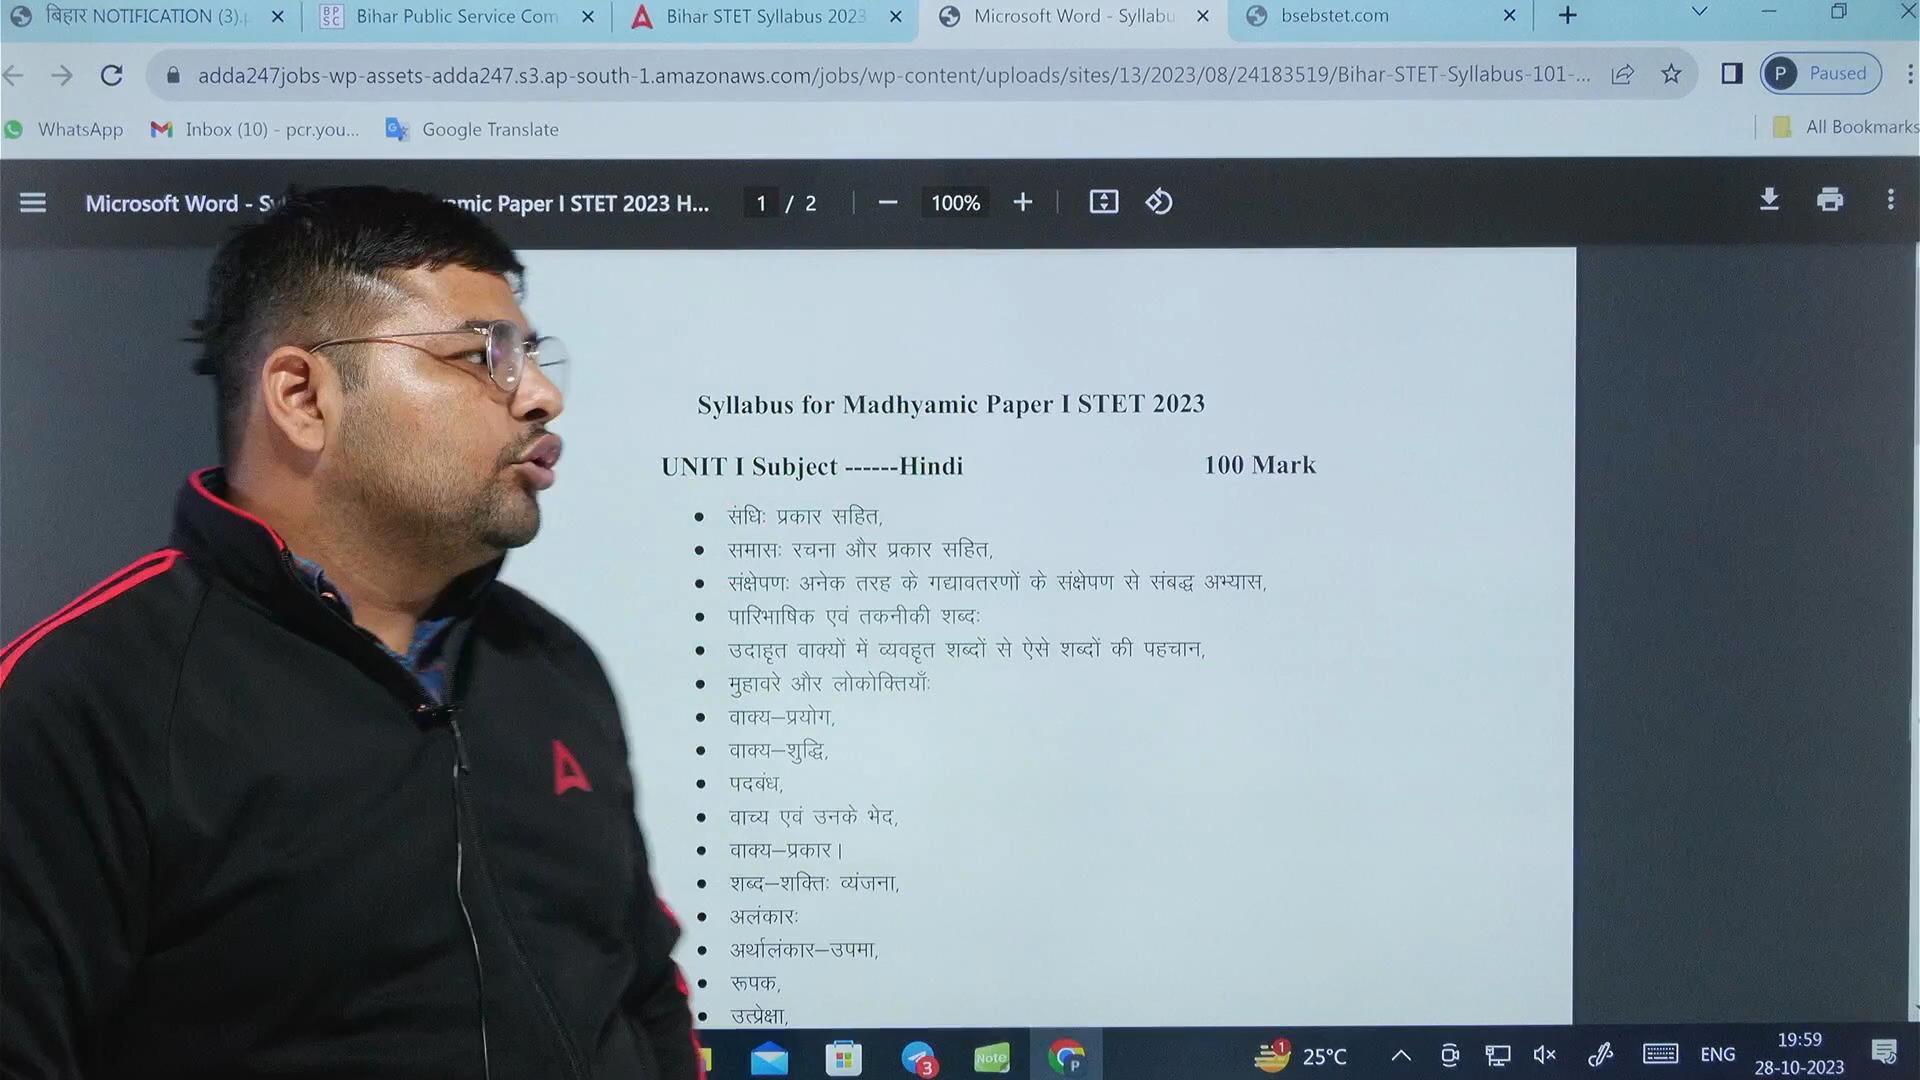 बिहार NOTIFICATION (3).
Bihar Public Service Com
Bihar STET Syllabus 2023
Microsoft Word - Syllabu
bsebstet.com
adda247jobs-wp-assets-adda247.s3.ap-south-1.amazonaws.com/jobs/wp-content/uploads/sites/13/2023/08/24183519/Bihar-STET-Syllabus-101-...
P Paused
WhatsApp
Inbox (10) - pcr.you...
Google Translate
All Bookmarks
Microsoft Word - Sy
mic Paper I STET 2023 H...
1 / 2
100%
Syllabus for Madhyamic Paper I STET 2023
UNIT I Subject ------Hindi 100 Mark
• संधिः प्रकार सहित,
• समासः रचना और प्रकार सहित,
• संक्षेपणः अनेक तरह के गद्यावतरणों के संक्षेपण से संबद्ध अभ्यास,
• पारिभाषिक एवं तकनीकी शब्दः
• उदाहृत वाक्यों में व्यवहृत शब्दों से ऐसे शब्दों की पहचान,
• मुहावरे और लोकोक्तियाँः
• वाक्य–प्रयोग,
• वाक्य–शुद्धि,
• पदबंध,
• वाच्य एवं उनके भेद,
• वाक्य–प्रकार।
• शब्द–शक्तिः व्यंजना,
• अलंकारः
• अर्थालंकार–उपमा,
• रूपक,
• उत्प्रेक्षा,
3
Note
P
1
25°C
ENG
19:59
28-10-2023